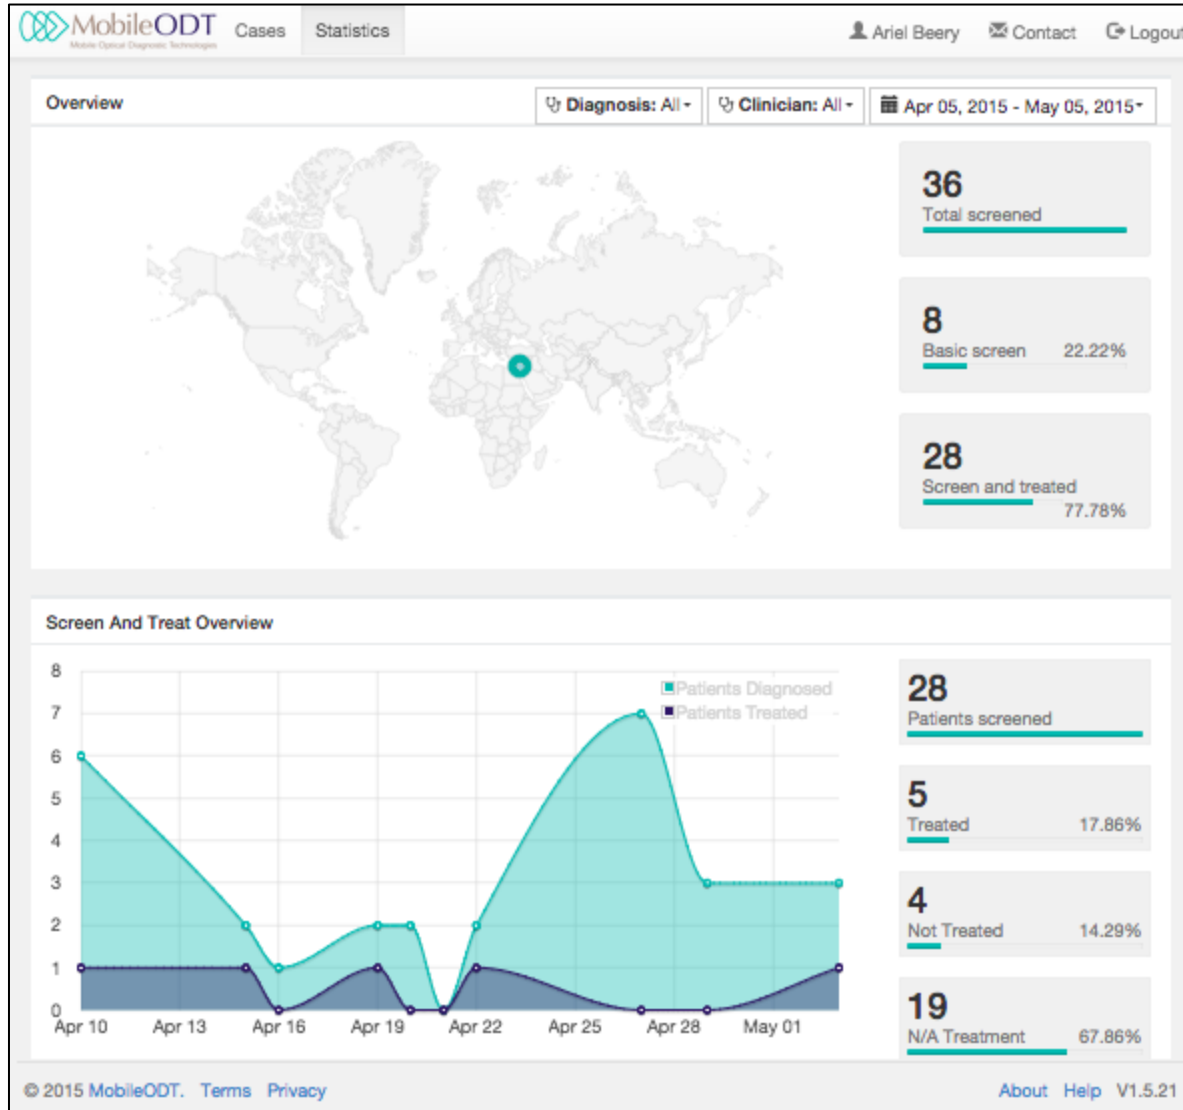 MobileODT Cases Statistics Ariel Beery Contact Logout
Mobile Optical Diagnostic Technologies
Overview Diagnosis: All Clinician: All Apr 05, 2015 - May 05, 2015
36
Total screened
8
Basic screen 22.22%
28
Screen and treated
77.78%
Screen And Treat Overview
8
7
6
5
4
3
2
1
0
Patients Diagnosed
Patients Treated
Apr 10 Apr 13 Apr 16 Apr 19 Apr 22 Apr 25 Apr 28 May 01
28
Patients screened
5
Treated 17.86%
4
Not Treated 14.29%
19
N/A Treatment 67.86%
© 2015 MobileODT. Terms Privacy About Help V1.5.21